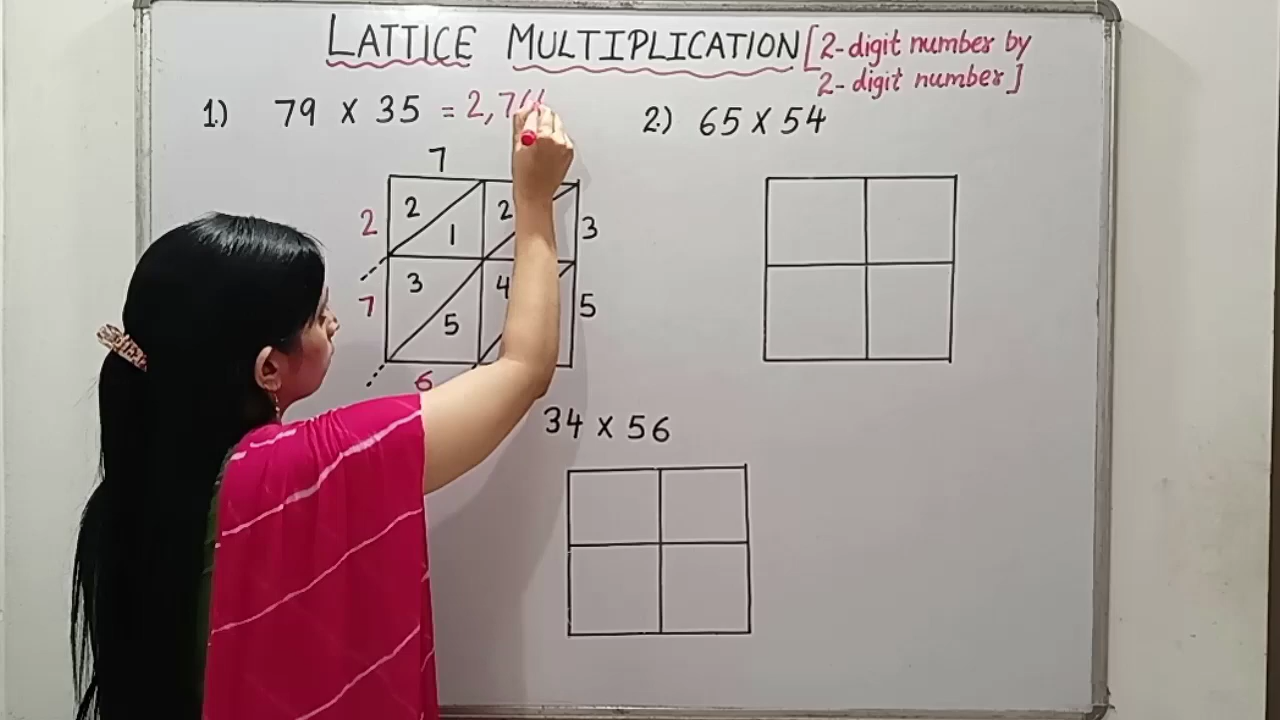 LATTICE MULTIPLICATION [2-digit number by
2-digit number]
1.) 79 x 35 = 2,76
2.) 65 x 54
7
2 2 1 2 3
7 3 5 4 5
6
34 x 56